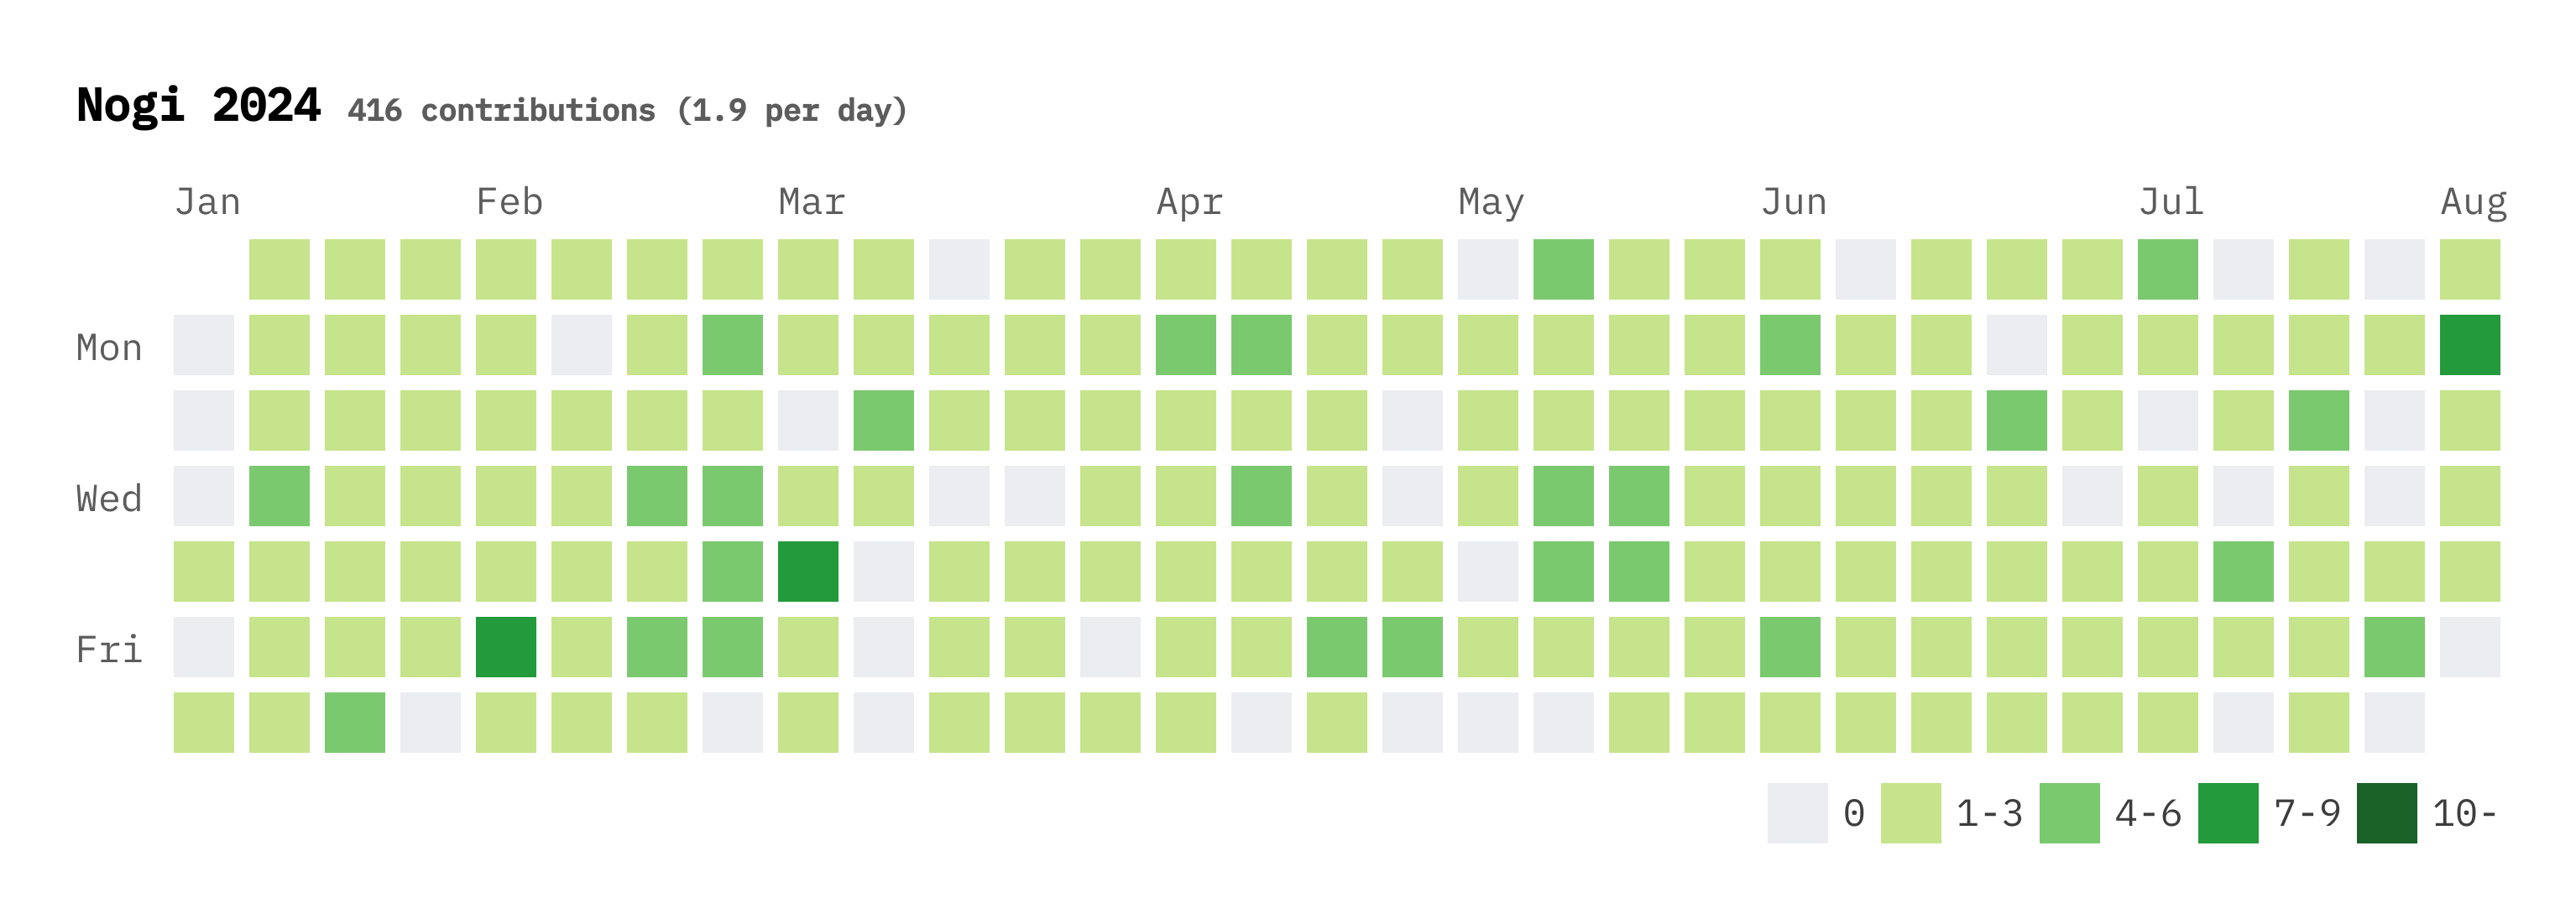 Nogi 2024 416 contributions (1.9 per day)
Jan Feb Mar Apr May Jun Jul Aug
Mon
Wed
Fri
0 1-3 4-6 7-9 10-